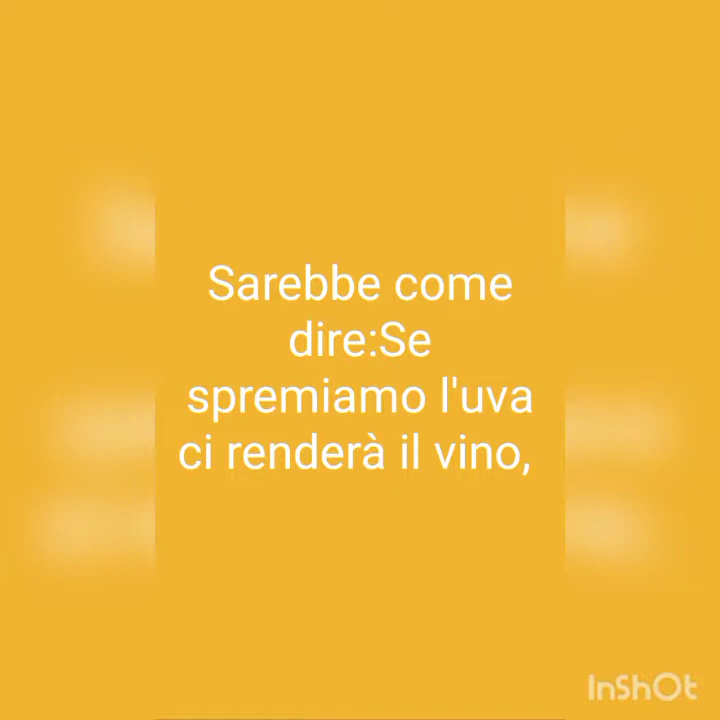 Sarebbe come
dire:Se
spremiamo l'uva
ci renderà il vino,
InShOt